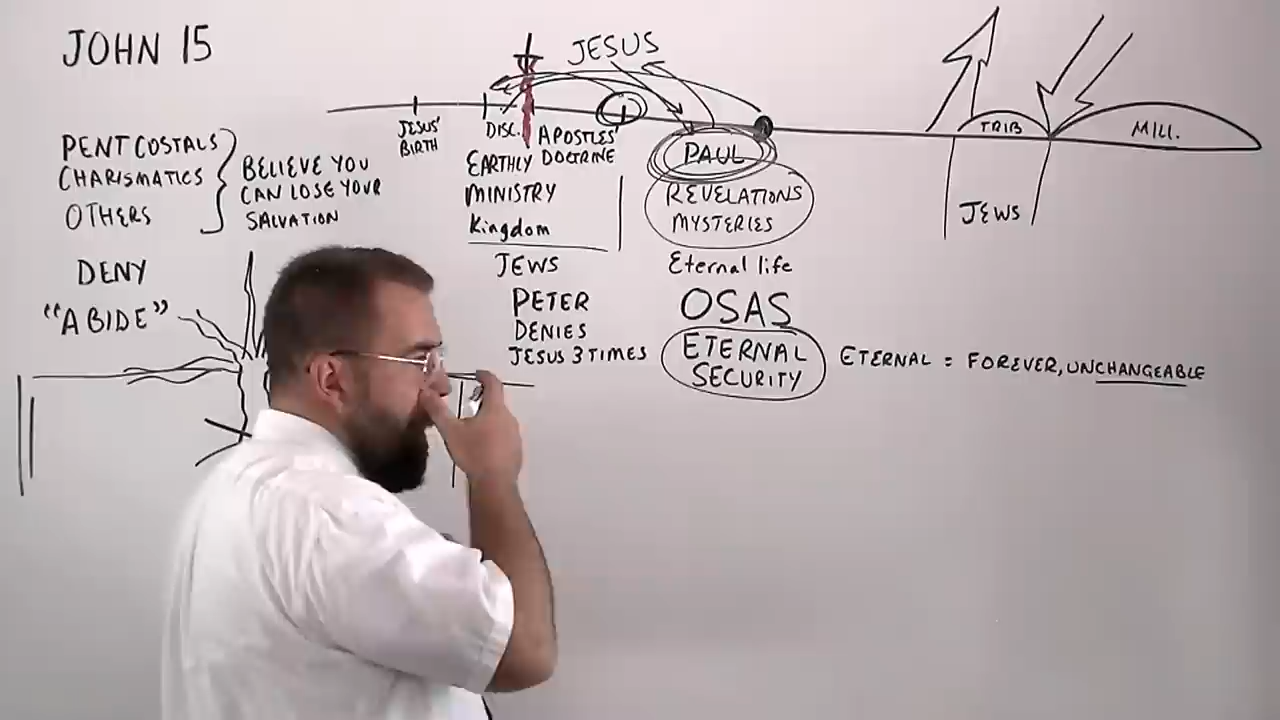 JOHN 15
JESUS
JESUS'
BIRTH
DISC.
APOSTLES'
DOCTRINE
EARTHLY
MINISTRY
Kingdom
JEWS
PETER
DENIES
JESUS 3 TIMES
PAUL
REVELATIONS
MYSTERIES
Eternal life
OSAS
ETERNAL
SECURITY
ETERNAL = FOREVER, UNCHANGEABLE
TRIB
MILL.
JEWS
PENTCOSTALS
CHARISMATICS
OTHERS
BELIEVE YOU
CAN LOSE YOUR
SALVATION
DENY
"ABIDE"